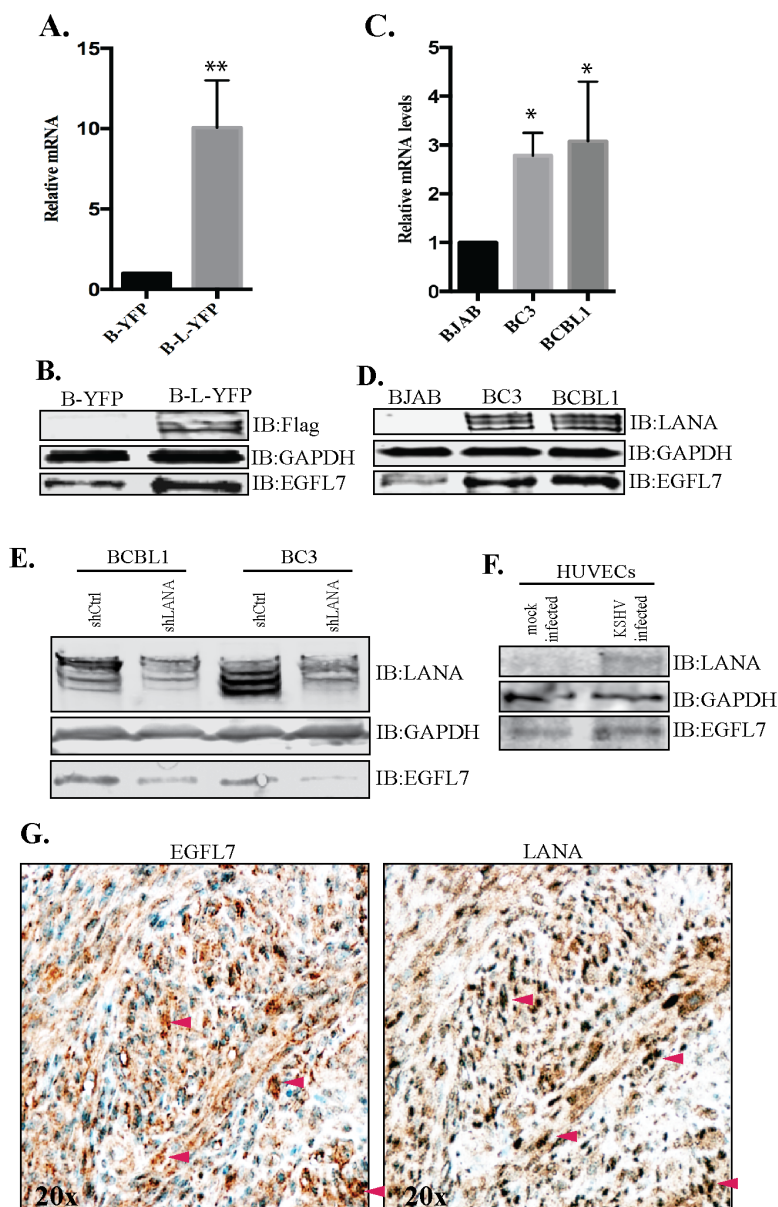 A.
15
10
5
0
Relative mRNA
**
B-YFP
B-L-YFP
C.
5
4
3
2
1
0
Relative mRNA levels
*
*
BJAB
BC3
BCBL1
B.
B-YFP
B-L-YFP
IB:Flag
IB:GAPDH
IB:EGFL7
D.
BJAB
BC3
BCBL1
IB:LANA
IB:GAPDH
IB:EGFL7
E.
BCBL1
BC3
shCtrl
shLANA
shCtrl
shLANA
IB:LANA
IB:GAPDH
IB:EGFL7
F.
HUVECs
mock
infected
KSHV
infected
IB:LANA
IB:GAPDH
IB:EGFL7
G.
EGFL7
LANA
20x
20x